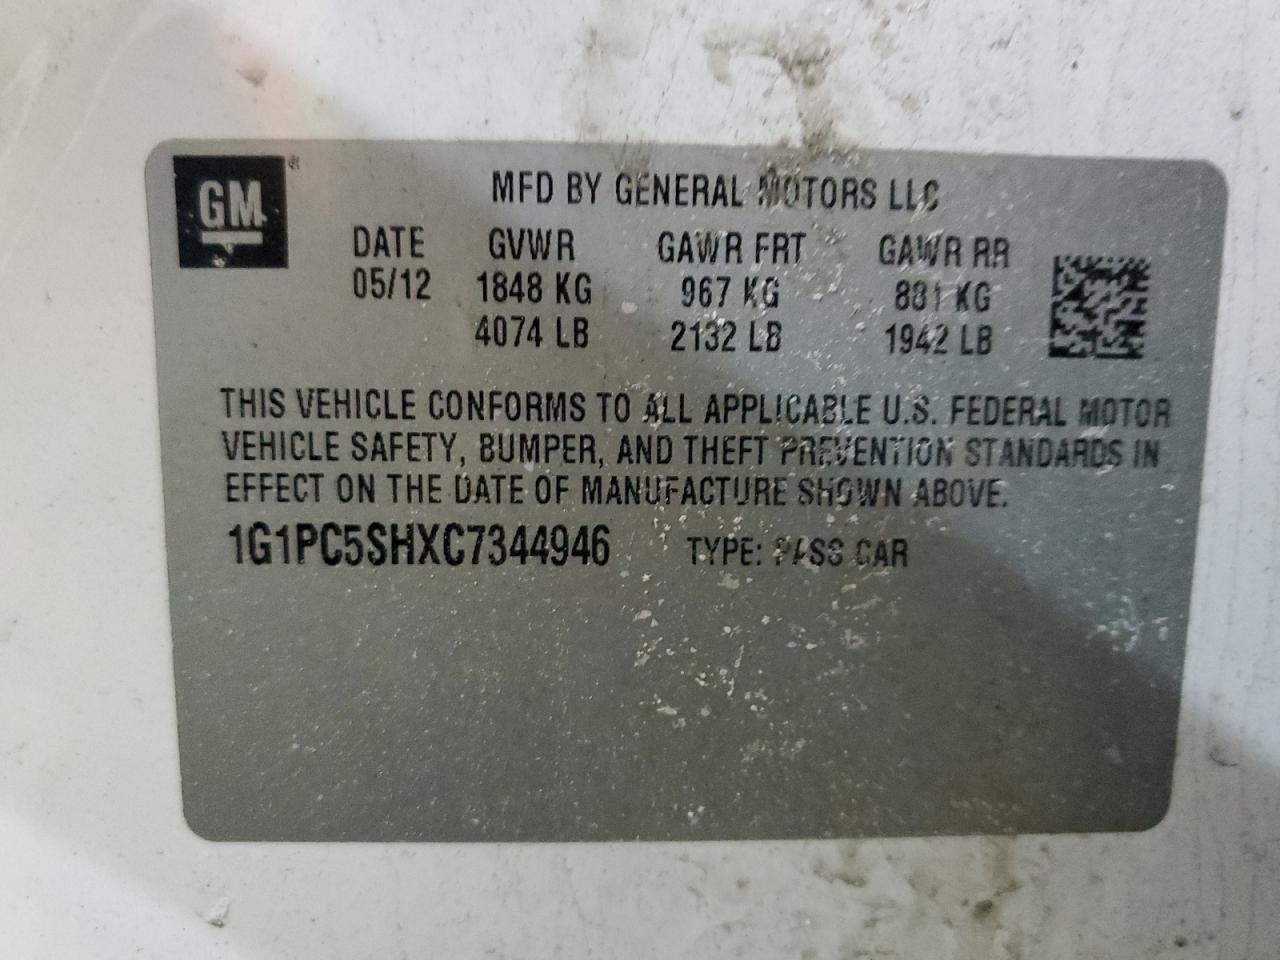 GM ®
MFD BY GENERAL MOTORS LLC
DATE GVWR GAWR FRT GAWR RR
05/12 1848 KG 967 KG 881 KG
4074 LB 2132 LB 1942 LB
THIS VEHICLE CONFORMS TO ALL APPLICABLE U.S. FEDERAL MOTOR
VEHICLE SAFETY, BUMPER, AND THEFT PREVENTION STANDARDS IN
EFFECT ON THE DATE OF MANUFACTURE SHOWN ABOVE.
1G1PC5SHXC7344946 TYPE: PASS CAR